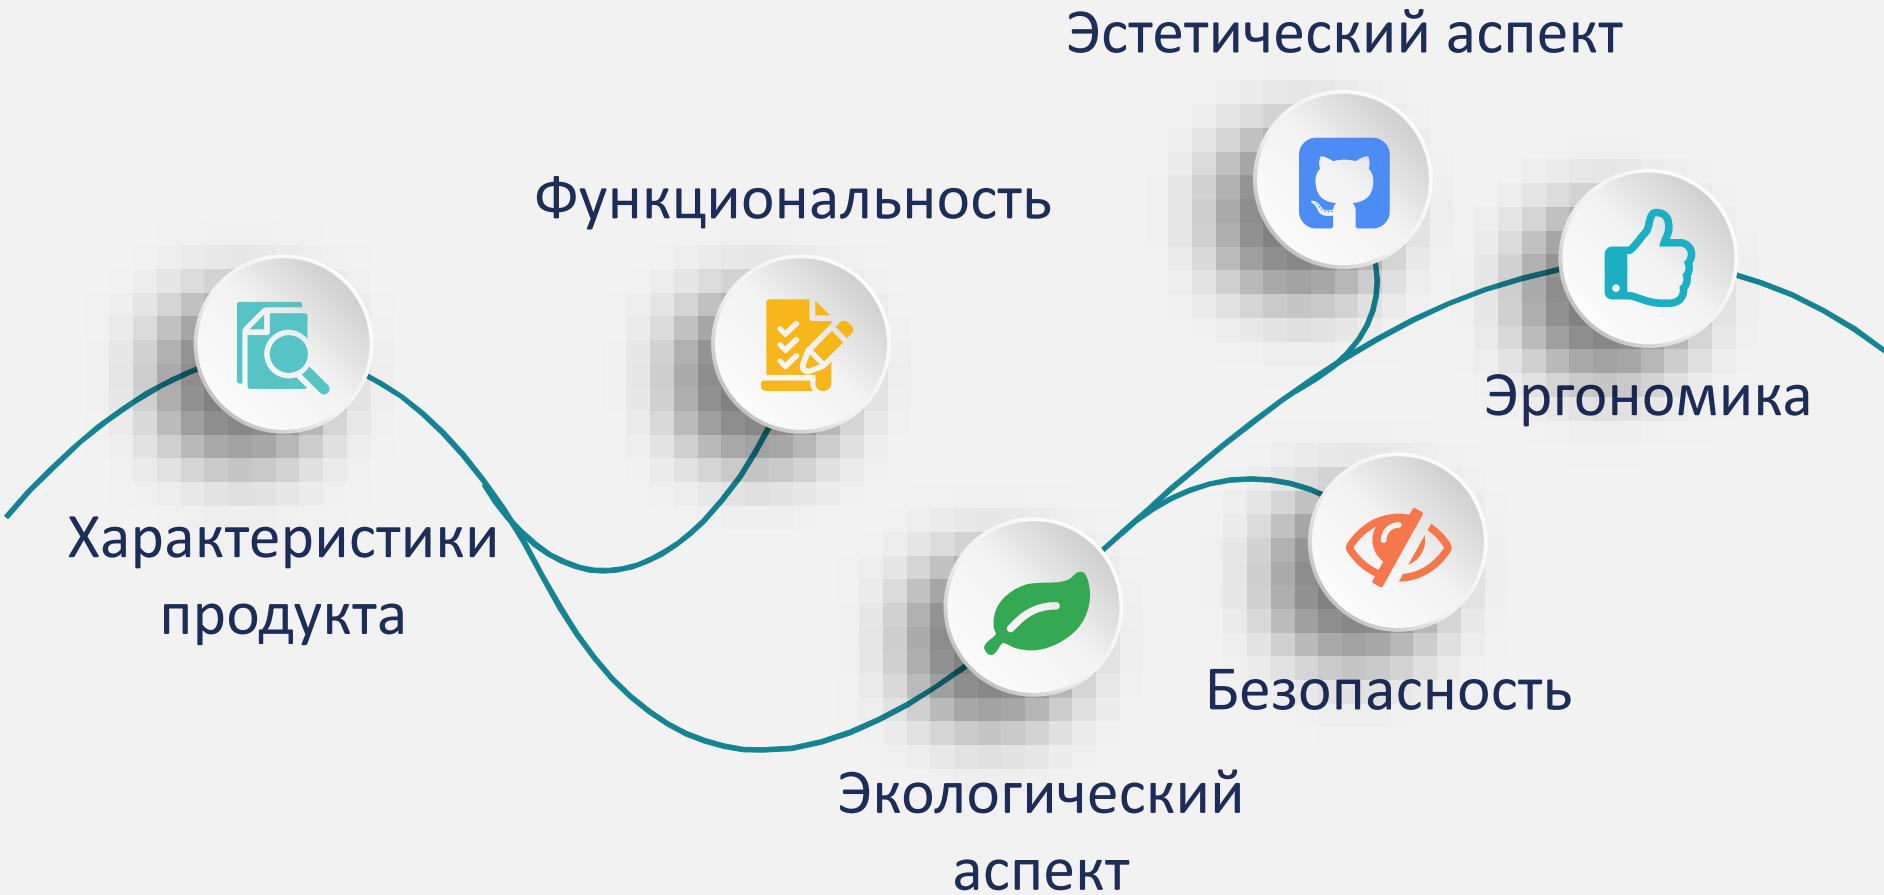 Эстетический аспект
Функциональность
Эргономика
Характеристики
продукта
Безопасность
Экологический
аспект